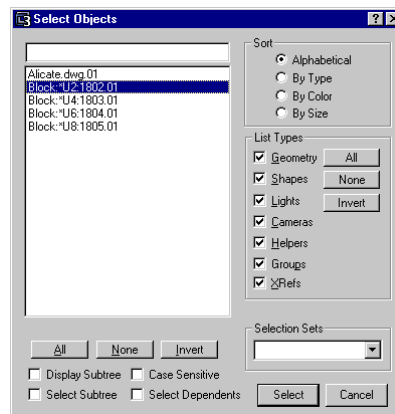 Select Objects
Sort
Alphabetical
By Type
By Color
By Size
Alicate.dwg.01
Block:*U2:1802.01
Block:*U4:1803.01
Block:*U6:1804.01
Block:*U8:1805.01
List Types
Geometry
All
Shapes
None
Lights
Invert
Cameras
Helpers
Groups
XRefs
Selection Sets
All None Invert
Display Subtree Case Sensitive
Select Subtree Select Dependents
Select Cancel